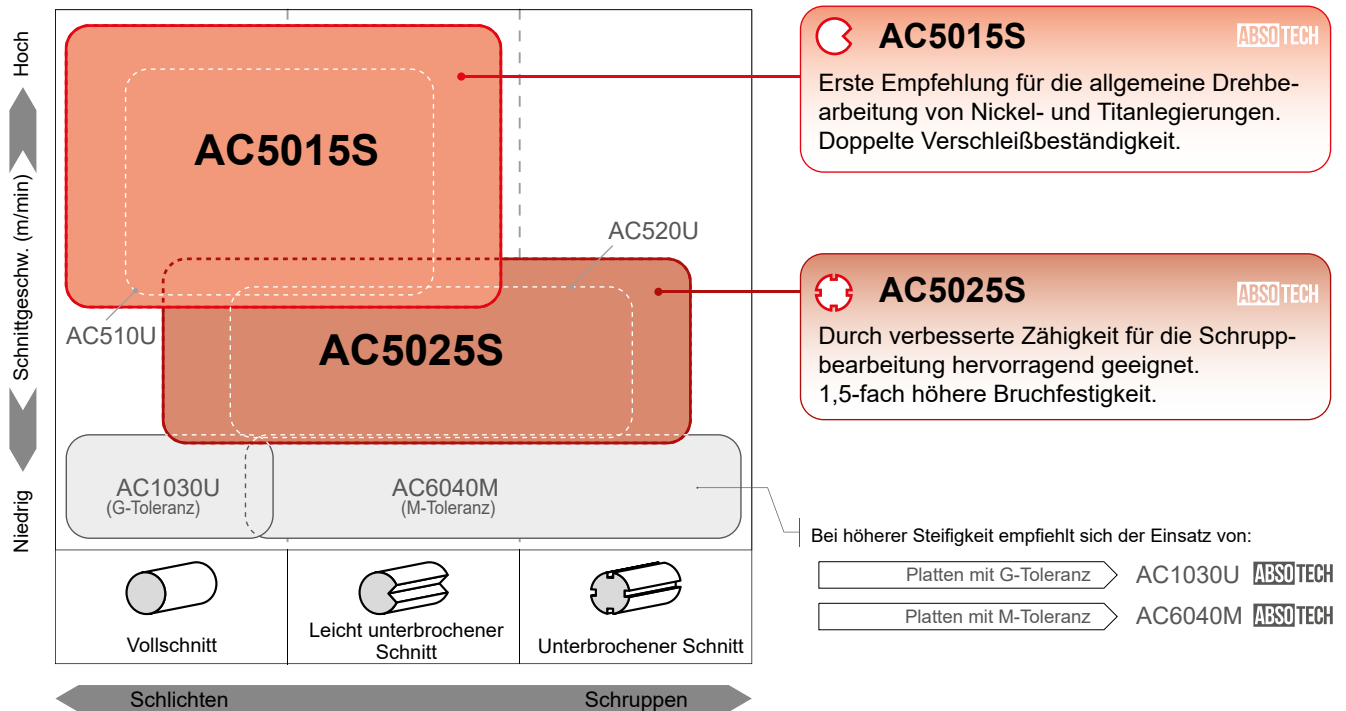 Hoch
Schnittgeschw. (m/min)
Niedrig
AC5015S
AC510U
AC520U
AC5025S
AC1030U
(G-Toleranz)
AC6040M
(M-Toleranz)
Vollschnitt
Leicht unterbrochener
Schnitt
Unterbrochener Schnitt
Schlichten
Schruppen
AC5015S
ABSOTECH
Erste Empfehlung für die allgemeine Drehbe-
arbeitung von Nickel- und Titanlegierungen.
Doppelte Verschleißbeständigkeit.
AC5025S
ABSOTECH
Durch verbesserte Zähigkeit für die Schrupp-
bearbeitung hervorragend geeignet.
1,5-fach höhere Bruchfestigkeit.
Bei höherer Steifigkeit empfiehlt sich der Einsatz von:
Platten mit G-Toleranz AC1030U ABSOTECH
Platten mit M-Toleranz AC6040M ABSOTECH